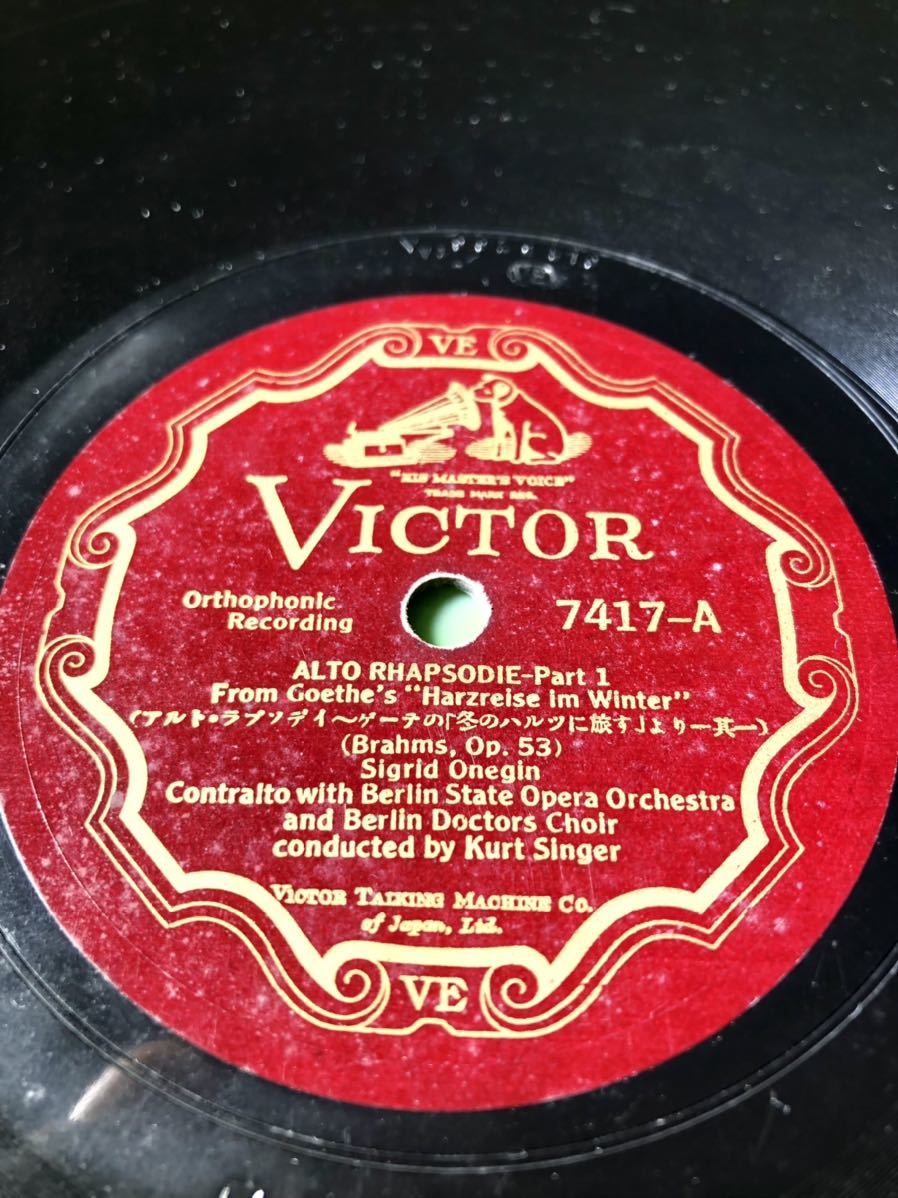 VE
"HIS MASTER'S VOICE"
TRADE MARK REG.
VICTOR
Orthophonic
Recording
7417-A
ALTO RHAPSODIE-Part 1
From Goethe's "Harzreise im Winter"
(アルト・ラプソディイ〜ゲーテの「冬のハルツに旅す」より一其一)
(Brahms, Op. 53)
Sigrid Onegin
Contralto with Berlin State Opera Orchestra
and Berlin Doctors Choir
conducted by Kurt Singer
VICTOR TALKING MACHINE CO.
of Japan, Ltd.
VE